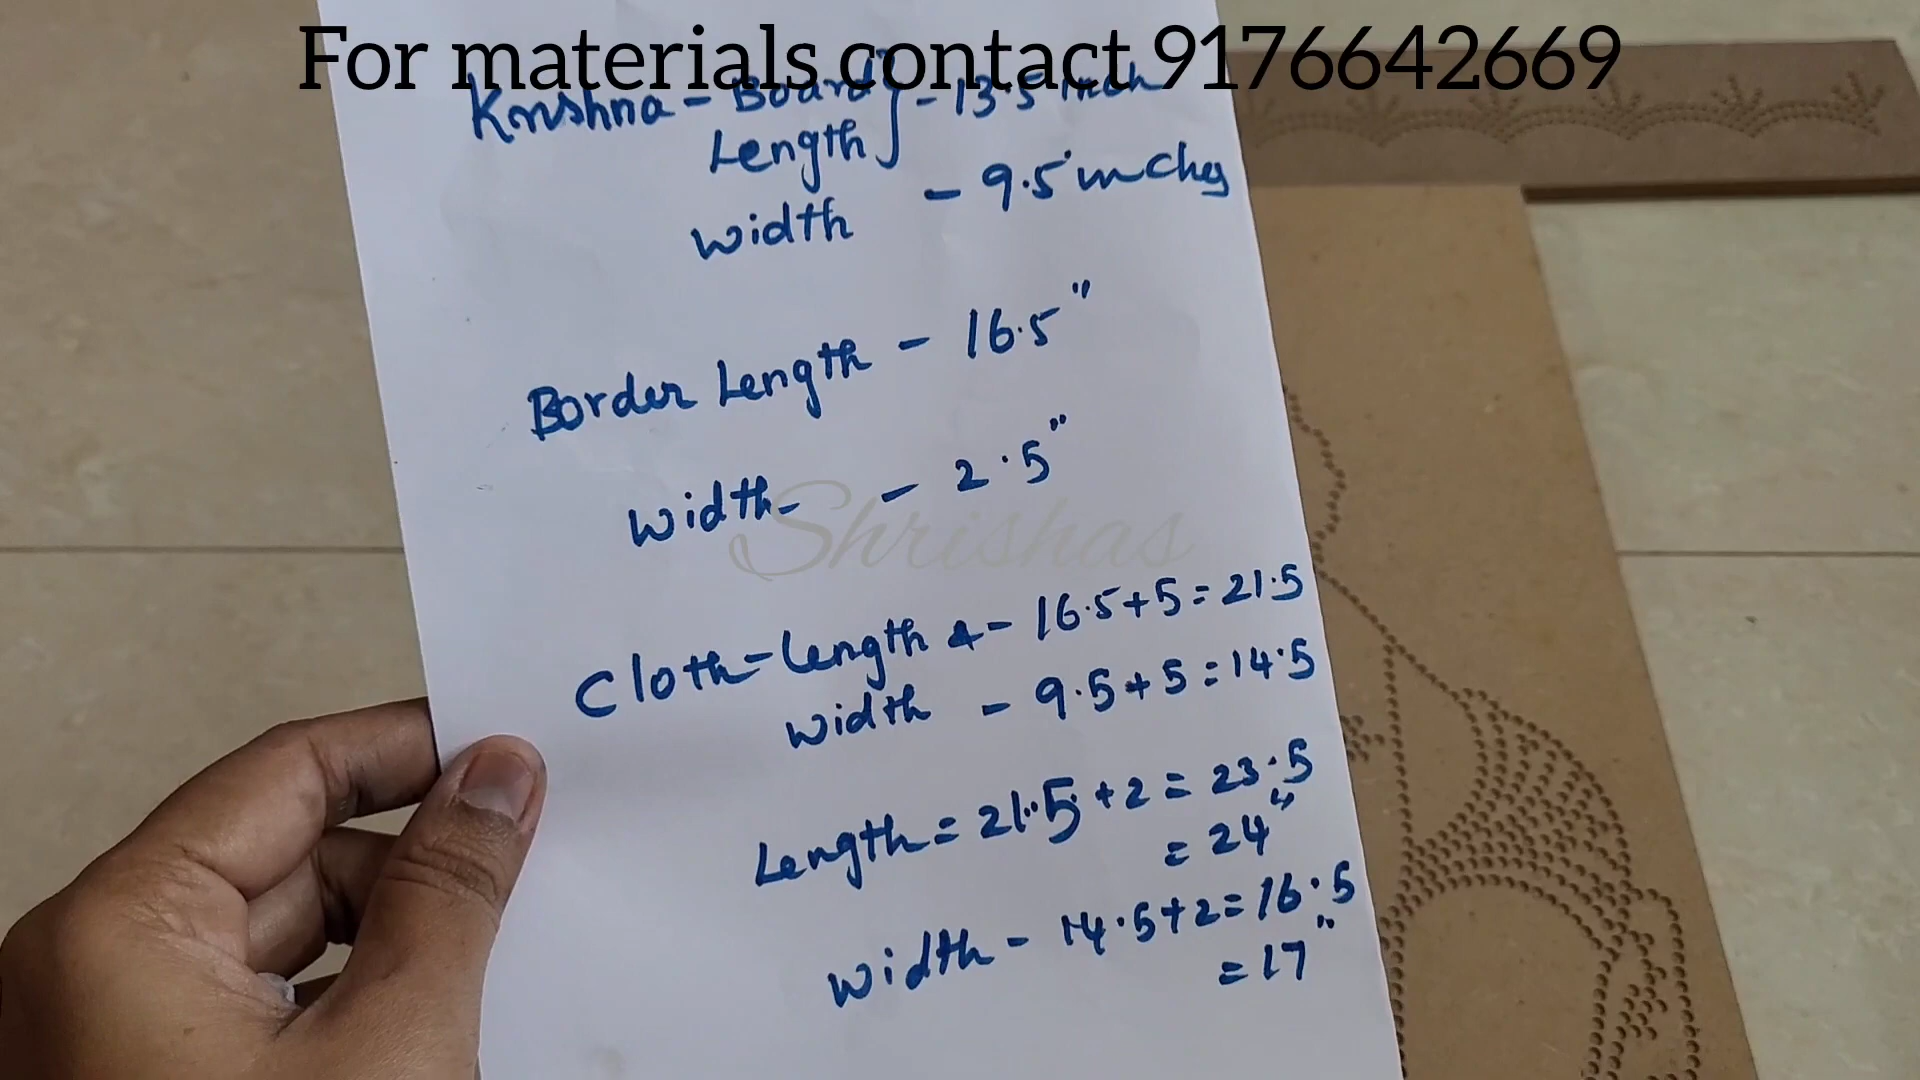 For materials contact 9176642669
Krishna - Board
Length } - 13.5 inch
width - 9.5 inches
Border Length - 16.5"
width - - 2.5"
Shrishas
Cloth - length - 16.5+5=21.5
width - 9.5+5=14.5
Length = 21.5+2 = 23.5"
= 24"
width - 14.5+2=16.5"
=17